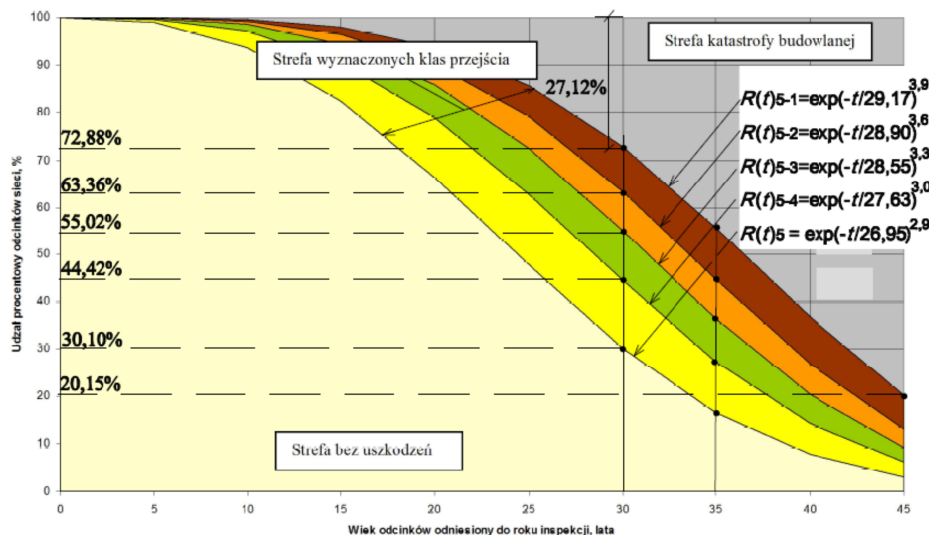 Strefa katastrofy budowlanej
Strefa wyznaczonych klas przejścia
27,12%
R(t)5-1=exp(-t/29,17)3,9
R(t)5-2=exp(-t/28,90)3,6
R(t)5-3=exp(-t/28,55)3,3
R(t)5-4=exp(-t/27,63)3,0
R(t)5 = exp(-t/26,95)2,9
72,88%
63,36%
55,02%
44,42%
30,10%
20,15%
Strefa bez uszkodzeń
Udzał procentowy odcinków sieci, %
100
90
80
70
60
50
40
30
20
10
0
0 5 10 15 20 25 30 35 40 45
Wiek odcinków odniesiony do roku inspekcji, lata